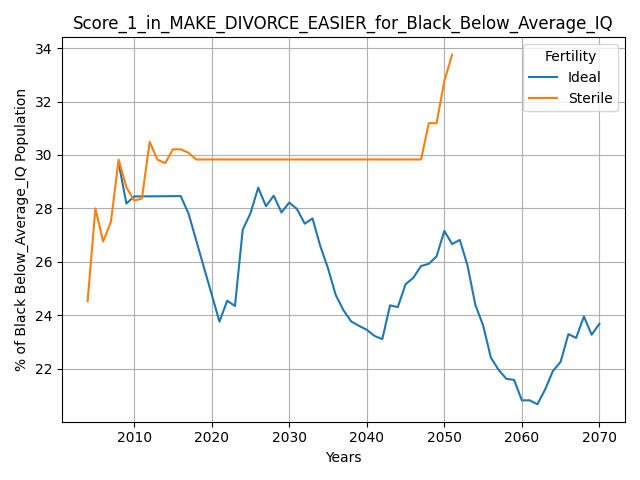 Score_1_in_MAKE_DIVORCE_EASIER_for_Black_Below_Average_IQ
% of Black Below_Average_IQ Population
34
32
30
28
26
24
22
Fertility
Ideal
Sterile
2010 2020 2030 2040 2050 2060 2070
Years